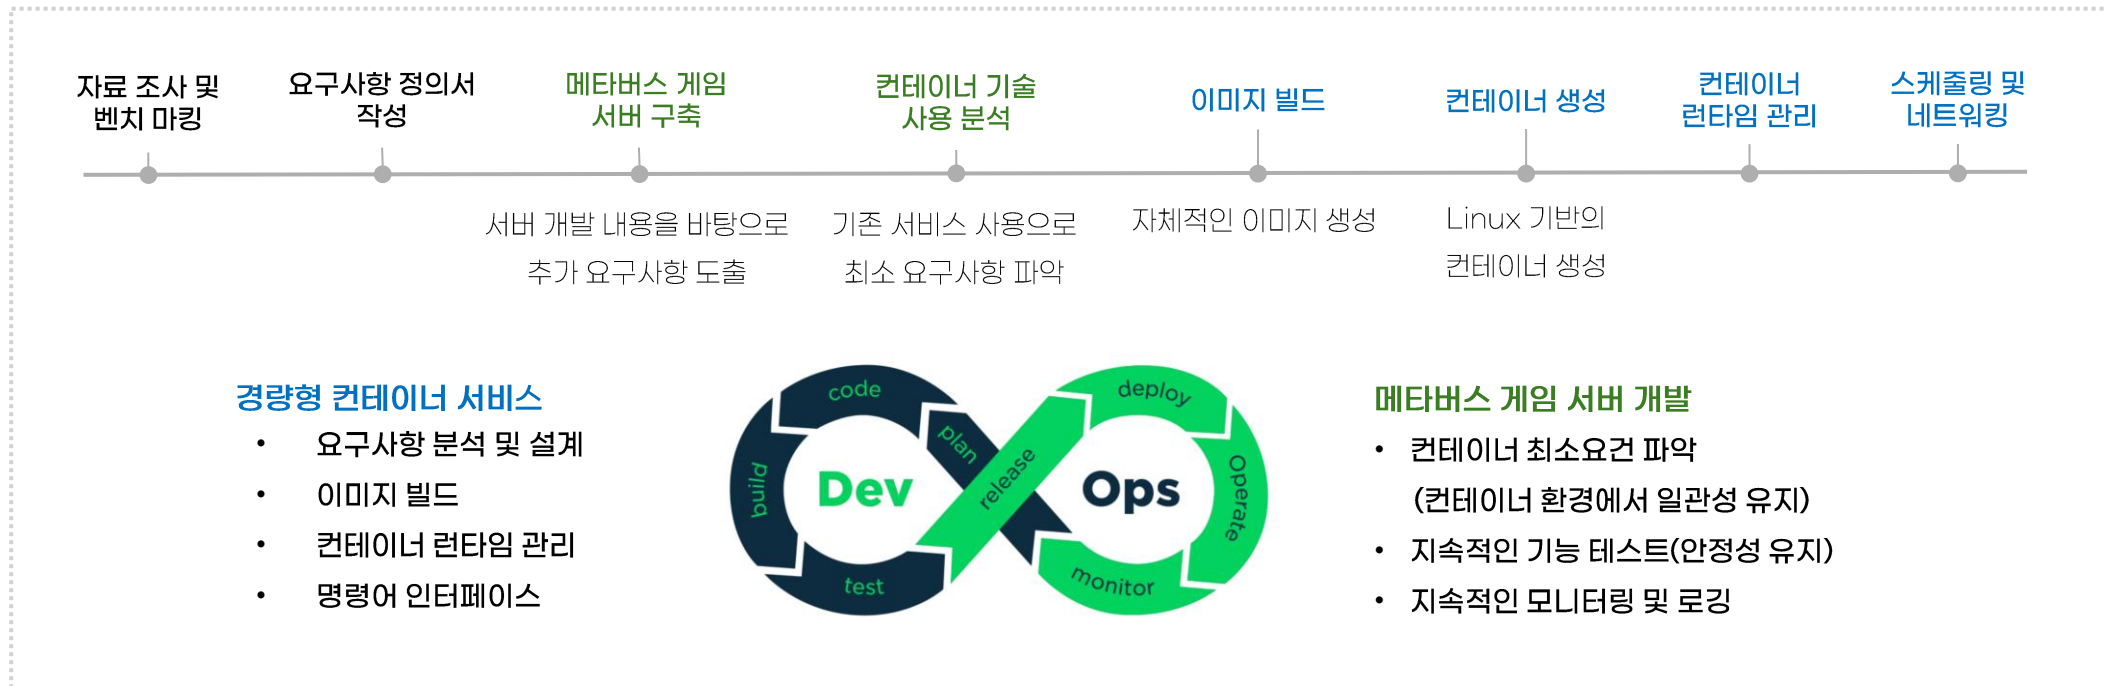 자료 조사 및
벤치 마킹
요구사항 정의서
작성
메타버스 게임
서버 구축
컨테이너 기술
사용 분석
이미지 빌드
컨테이너 생성
컨테이너
런타임 관리
스케줄링 및
네트워킹
서버 개발 내용을 바탕으로
추가 요구사항 도출
기존 서비스 사용으로
최소 요구사항 파악
자체적인 이미지 생성
Linux 기반의
컨테이너 생성
경량형 컨테이너 서비스
• 요구사항 분석 및 설계
• 이미지 빌드
• 컨테이너 런타임 관리
• 명령어 인터페이스
code
plan
build
Dev
test
release
deploy
Ops
Operate
monitor
메타버스 게임 서버 개발
• 컨테이너 최소요건 파악
(컨테이너 환경에서 일관성 유지)
• 지속적인 기능 테스트(안정성 유지)
• 지속적인 모니터링 및 로깅